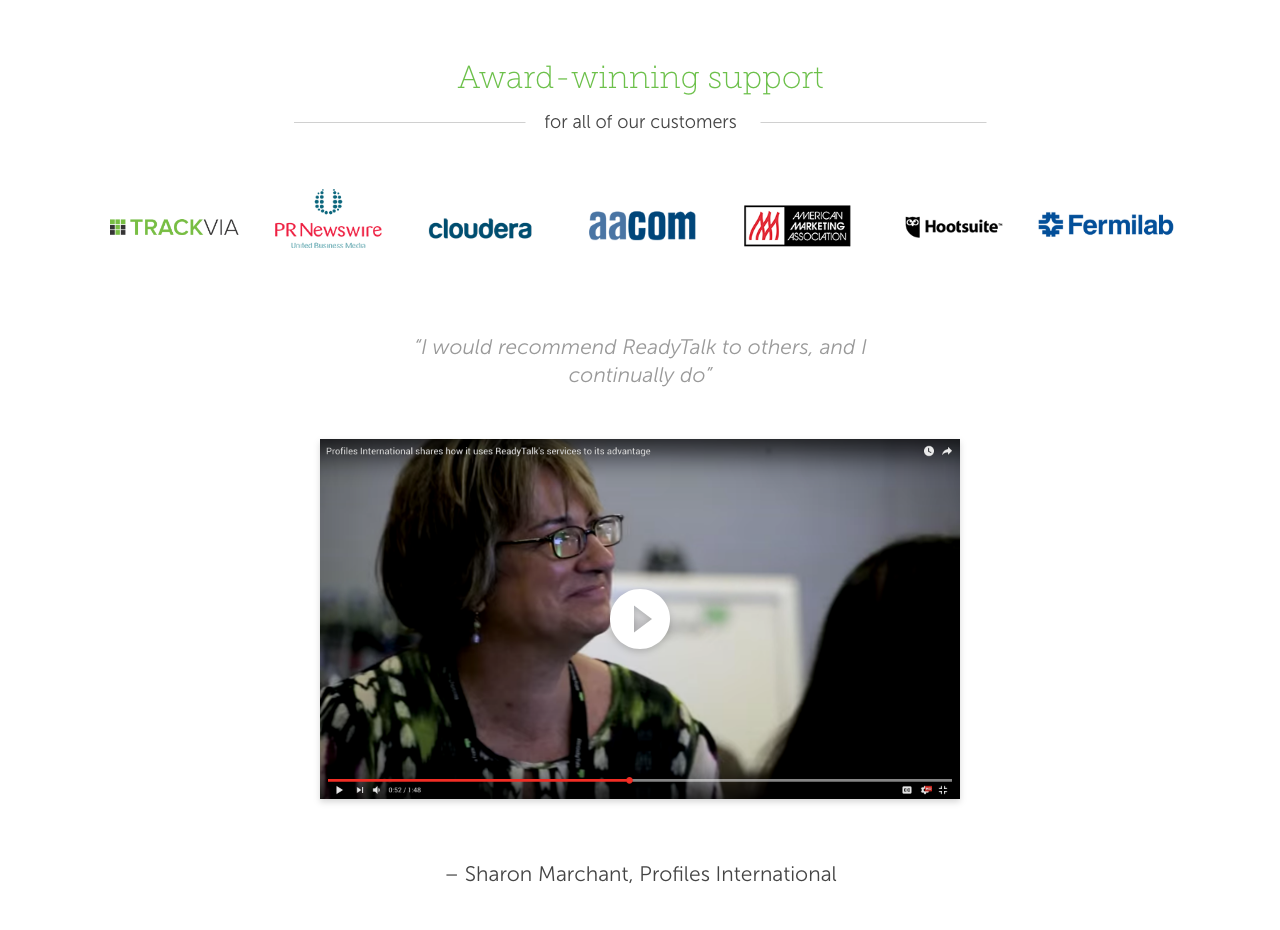 Award-winning support
for all of our customers
TRACKVIA
PR Newswire
United Business Media
cloudera
aacom
AMERICAN
MARKETING
ASSOCIATION
Hootsuite™
Fermilab
“I would recommend ReadyTalk to others, and I
continually do”
Profiles International shares how it uses ReadyTalk's services to its advantage
0:52 / 1:48
CC
– Sharon Marchant, Profiles International